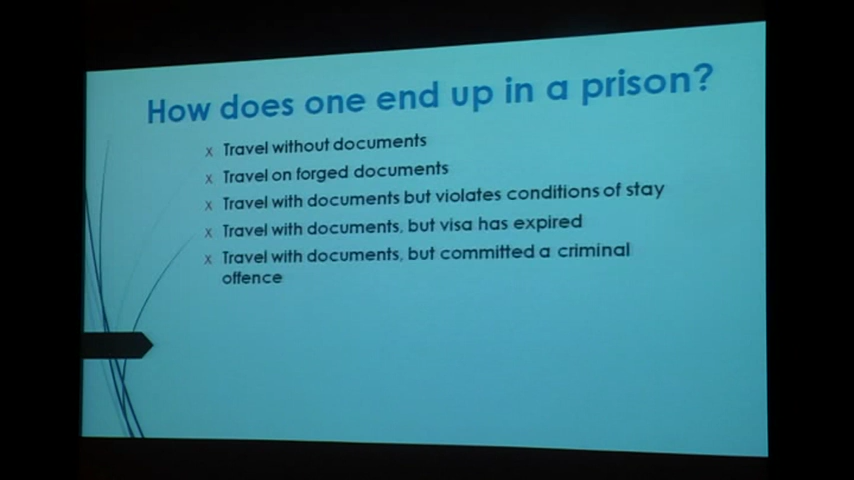 How does one end up in a prison?
x Travel without documents
x Travel on forged documents
x Travel with documents but violates conditions of stay
x Travel with documents, but visa has expired
x Travel with documents, but committed a criminal
offence